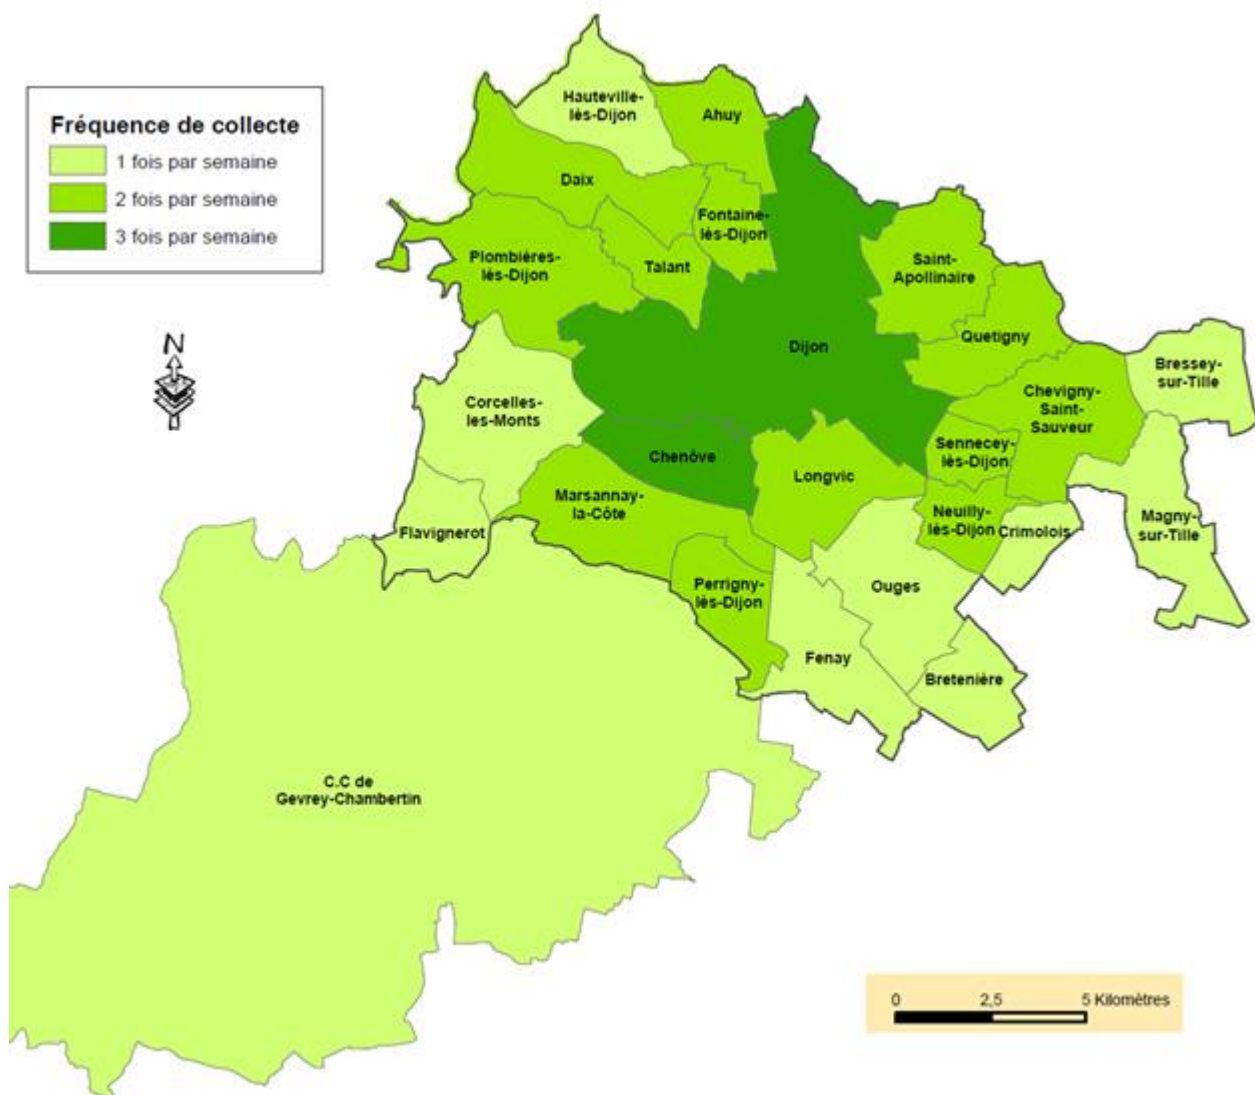 Fréquence de collecte
1 fois par semaine
2 fois par semaine
3 fois par semaine
N
Hauteville-
lès-Dijon
Ahuy
Daix
Fontaine-
lès-Dijon
Plombières-
lès-Dijon
Talant
Saint-
Apollinaire
Dijon
Quetigny
Bressey-
sur-Tille
Corcelles-
les-Monts
Chevigny-
Saint-
Sauveur
Chenôve
Sennecey-
lès-Dijon
Longvic
Marsannay-
la-Côte
Flavignerot
Neuilly-
lès-Dijon
Crimolois
Magny-
sur-Tille
Perrigny-
lès-Dijon
Ouges
Fenay
Bretenière
C.C de
Gevrey-Chambertin
0 2,5 5 Kilomètres